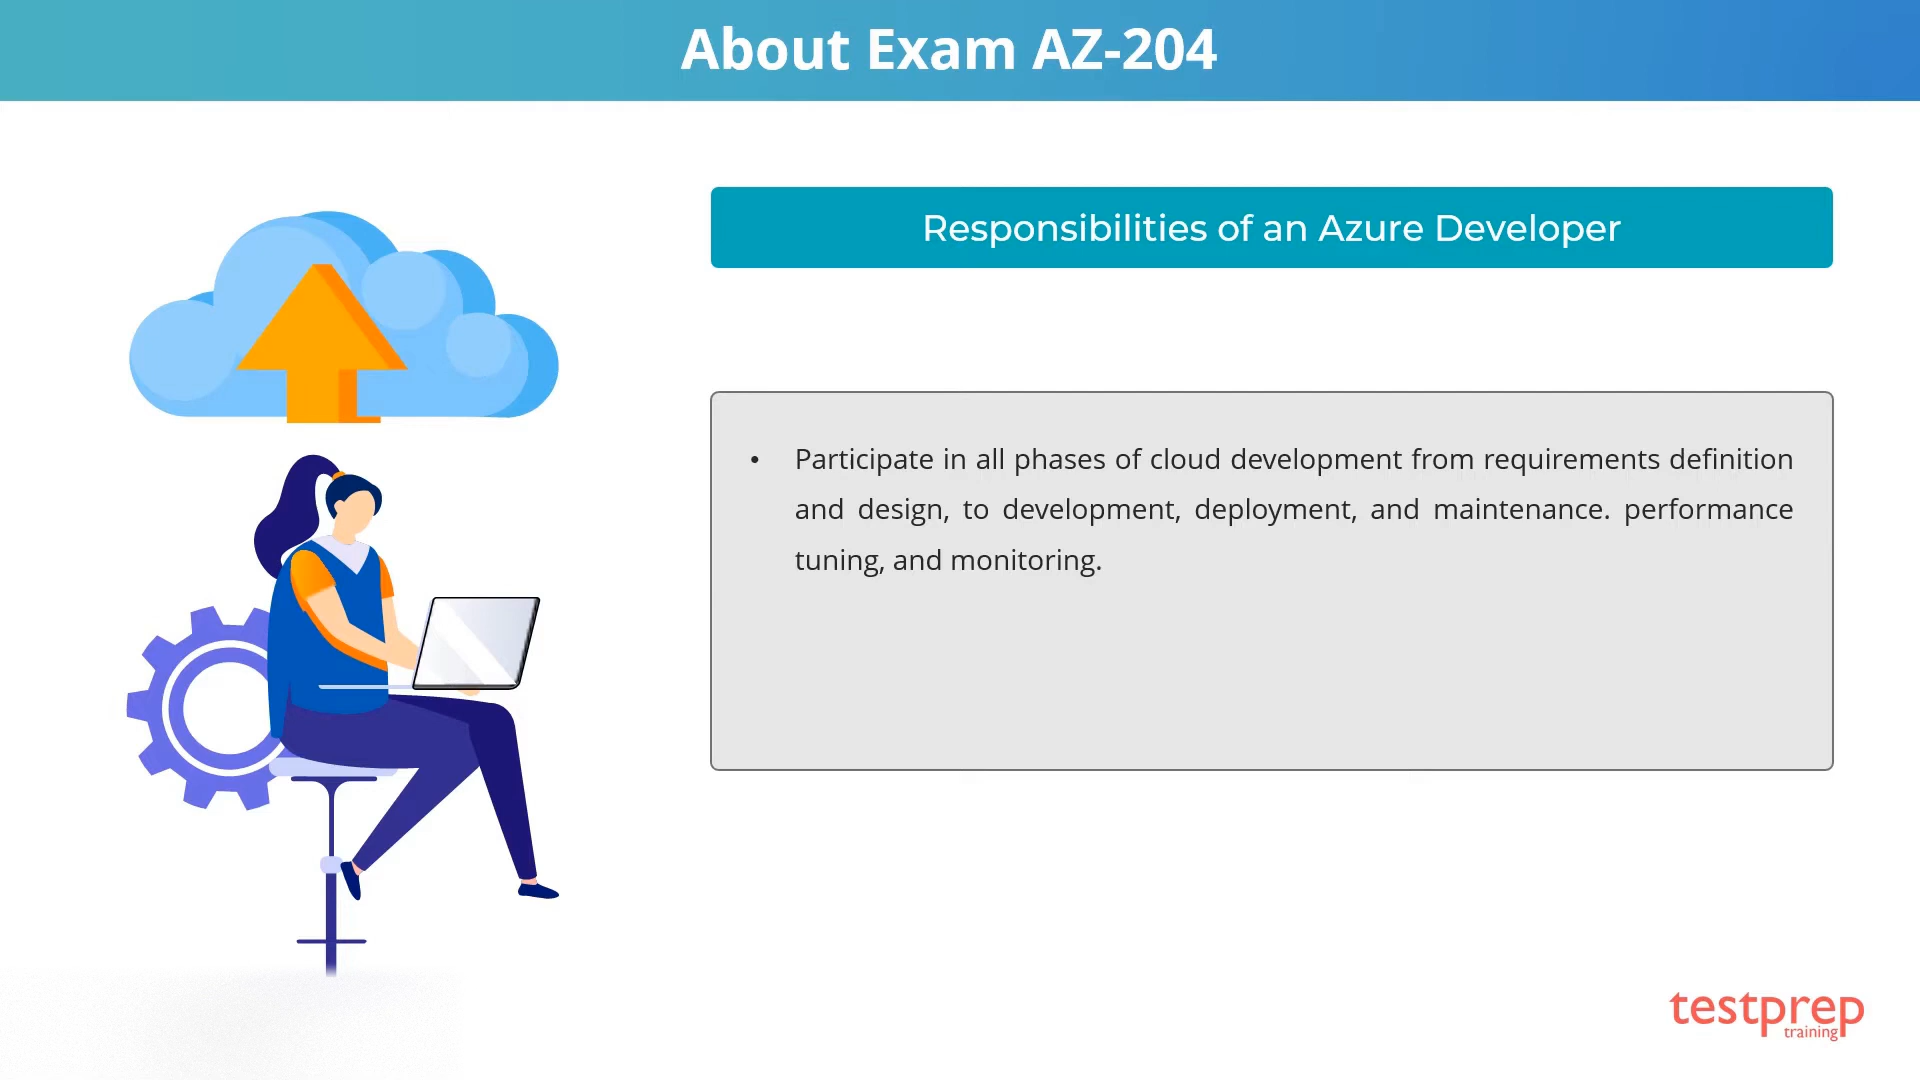 About Exam AZ-204
Responsibilities of an Azure Developer
• Participate in all phases of cloud development from requirements definition
and design, to development, deployment, and maintenance. performance
tuning, and monitoring.
testprep
training